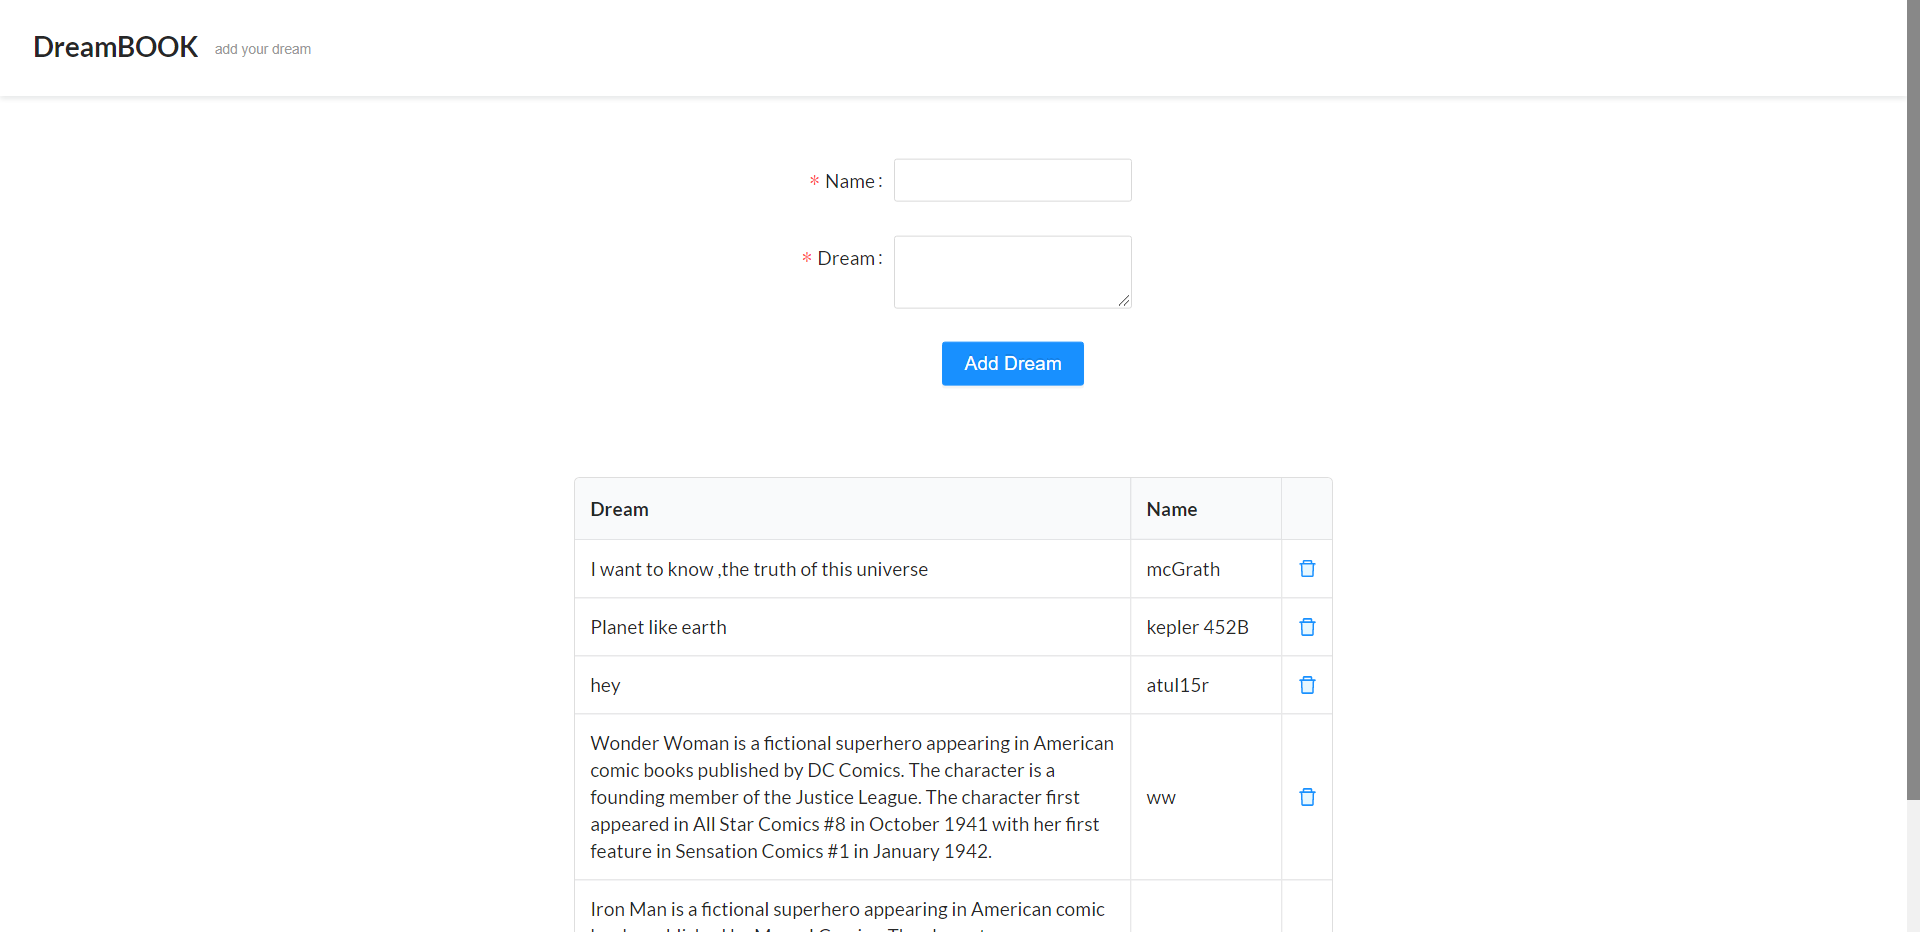 DreamBOOK add your dream
* Name :
* Dream :
Add Dream
Dream Name
I want to know ,the truth of this universe mcGrath
Planet like earth kepler 452B
hey atul15r
Wonder Woman is a fictional superhero appearing in American
comic books published by DC Comics. The character is a
founding member of the Justice League. The character first
appeared in All Star Comics #8 in October 1941 with her first
feature in Sensation Comics #1 in January 1942.
ww
Iron Man is a fictional superhero appearing in American comic